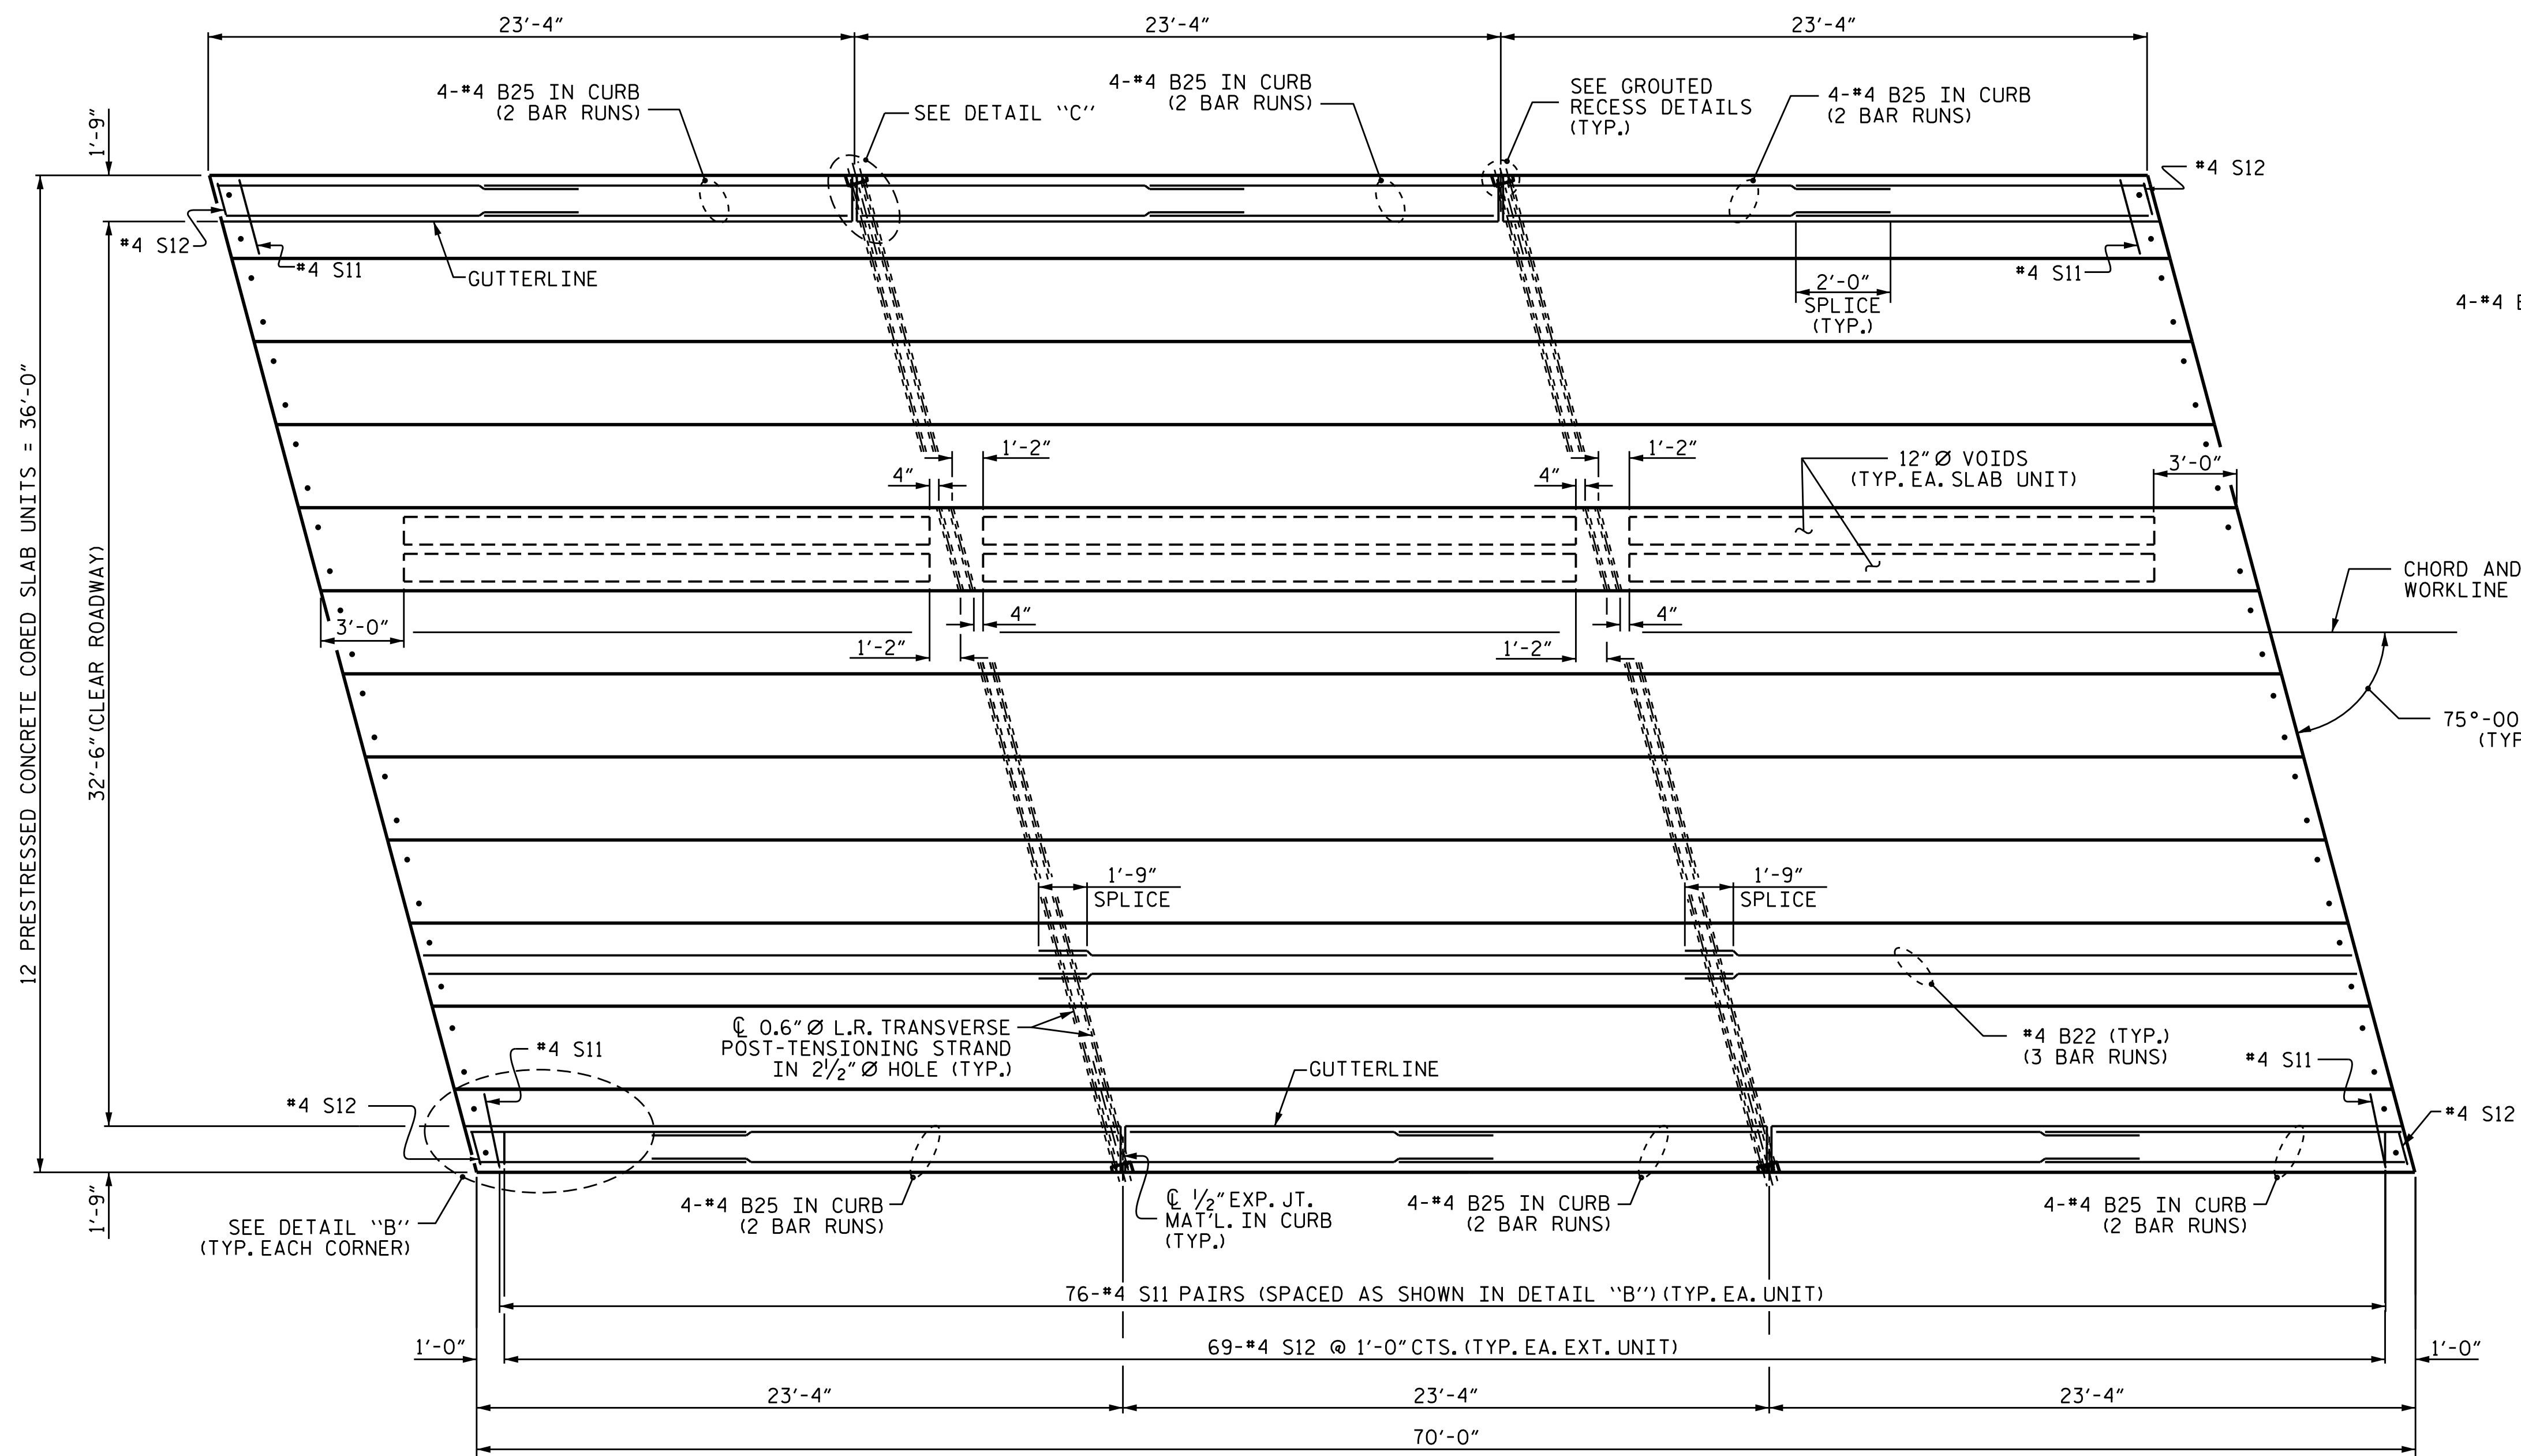 23'-4"
23'-4"
23'-4"
4-#4 B25 IN CURB
(2 BAR RUNS)
SEE DETAIL "C"
4-#4 B25 IN CURB
(2 BAR RUNS)
SEE GROUTED
RECESS DETAILS
(TYP.)
4-#4 B25 IN CURB
(2 BAR RUNS)
1'-9"
#4 S12
#4 S12
#4 S11
GUTTERLINE
#4 S11
2'-0"
SPLICE
(TYP.)
4-#4
12 PRESTRESSED CONCRETE CORED SLAB UNITS = 36'-0"
32'-6" (CLEAR ROADWAY)
1'-2"
4"
1'-2"
4"
12" Ø VOIDS
(TYP. EA. SLAB UNIT)
3'-0"
3'-0"
4"
1'-2"
4"
1'-2"
CHORD AND
WORKLINE
75°-00
(TYP
1'-9"
SPLICE
1'-9"
SPLICE
℄ 0.6" Ø L.R. TRANSVERSE
POST-TENSIONING STRAND
IN 2½" Ø HOLE (TYP.)
#4 B22 (TYP.)
(3 BAR RUNS)
#4 S11
GUTTERLINE
#4 S11
#4 S12
#4 S12
1'-9"
SEE DETAIL "B"
(TYP. EACH CORNER)
4-#4 B25 IN CURB
(2 BAR RUNS)
℄ ½" EXP. JT.
MAT'L. IN CURB
(TYP.)
4-#4 B25 IN CURB
(2 BAR RUNS)
4-#4 B25 IN CURB
(2 BAR RUNS)
76-#4 S11 PAIRS (SPACED AS SHOWN IN DETAIL "B") (TYP. EA. UNIT)
1'-0"
69-#4 S12 @ 1'-0" CTS. (TYP. EA. EXT. UNIT)
1'-0"
23'-4"
23'-4"
23'-4"
70'-0"